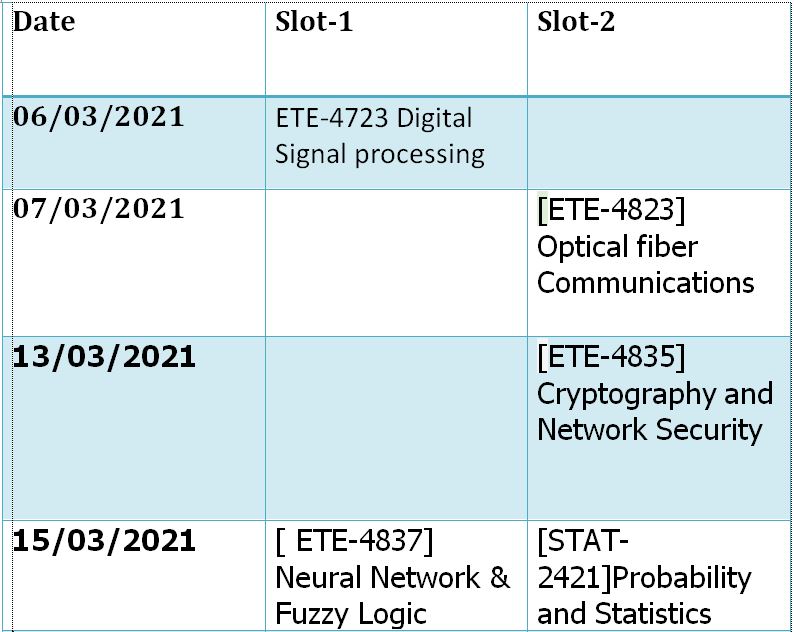 Date Slot-1 Slot-2
06/03/2021 ETE-4723 Digital
Signal processing
07/03/2021 [ETE-4823]
Optical fiber
Communications
13/03/2021 [ETE-4835]
Cryptography and
Network Security
15/03/2021 [ ETE-4837] [STAT-
Neural Network & 2421]Probability
Fuzzy Logic and Statistics